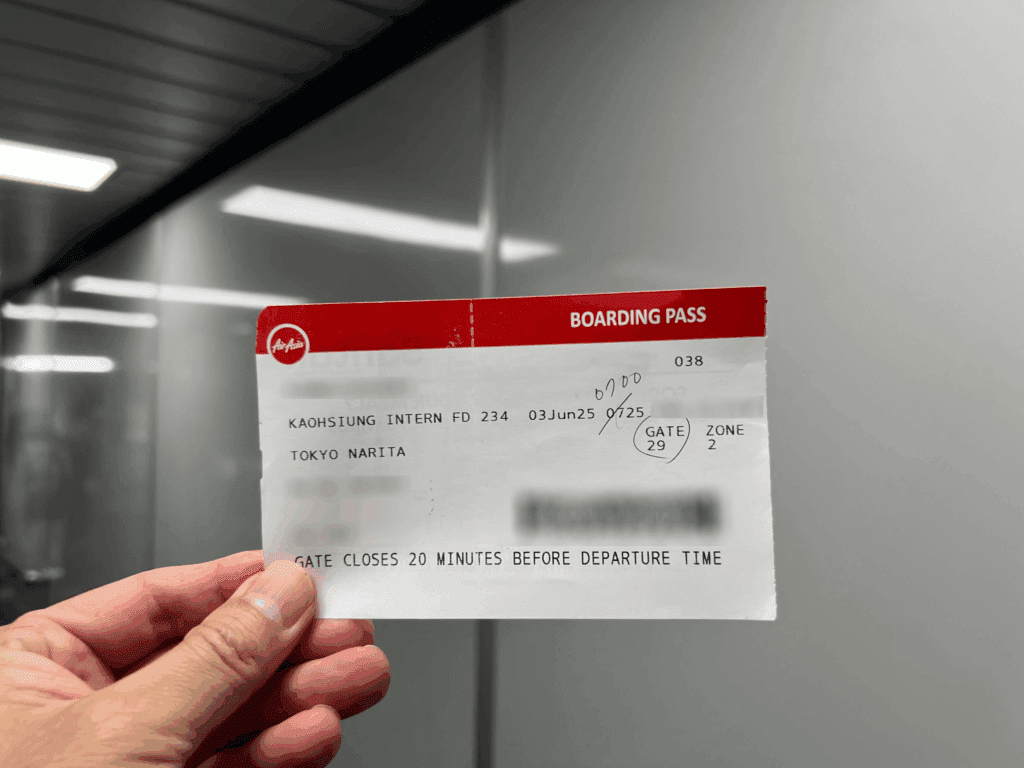 BOARDING PASS
AirAsia
038
0700
KAOHSIUNG INTERN FD 234 03Jun25 0725
GATE ZONE
29 2
TOKYO NARITA
GATE CLOSES 20 MINUTES BEFORE DEPARTURE TIME